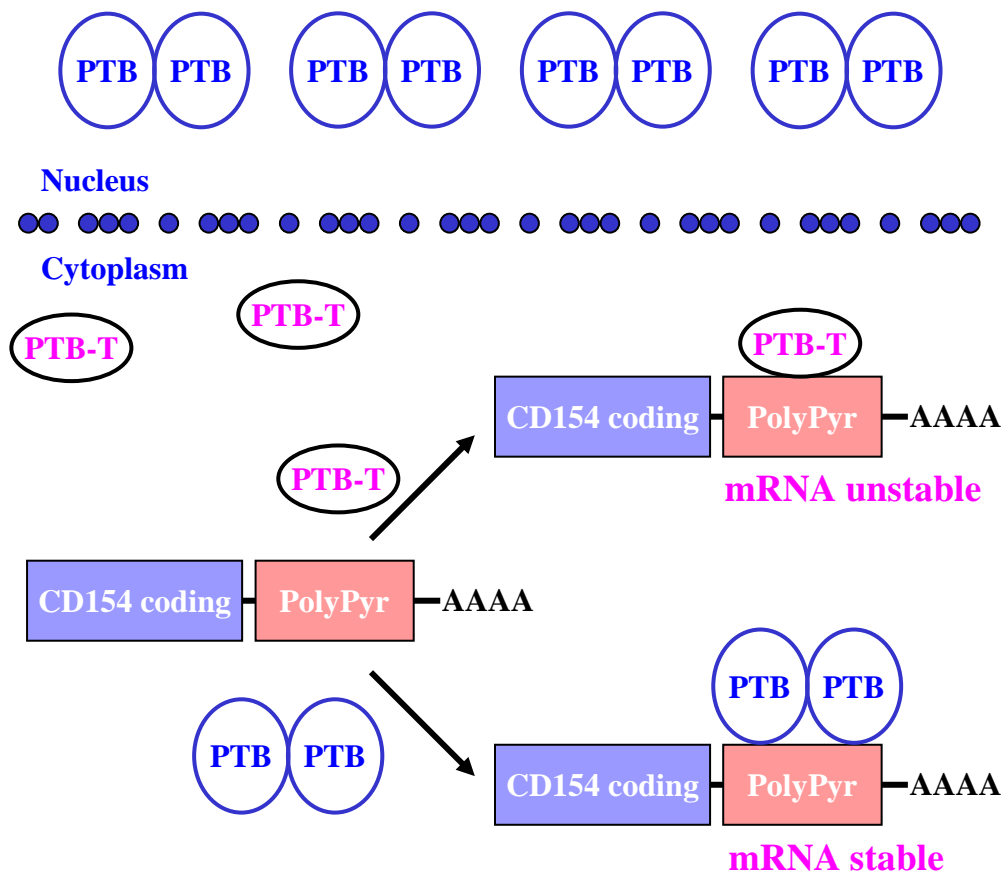 PTB PTB PTB PTB PTB PTB PTB PTB
Nucleus
Cytoplasm
PTB-T
PTB-T
PTB-T
CD154 coding PolyPyr AAAA
mRNA unstable
PTB-T
CD154 coding PolyPyr AAAA
PTB PTB
PTB PTB
CD154 coding PolyPyr AAAA
mRNA stable